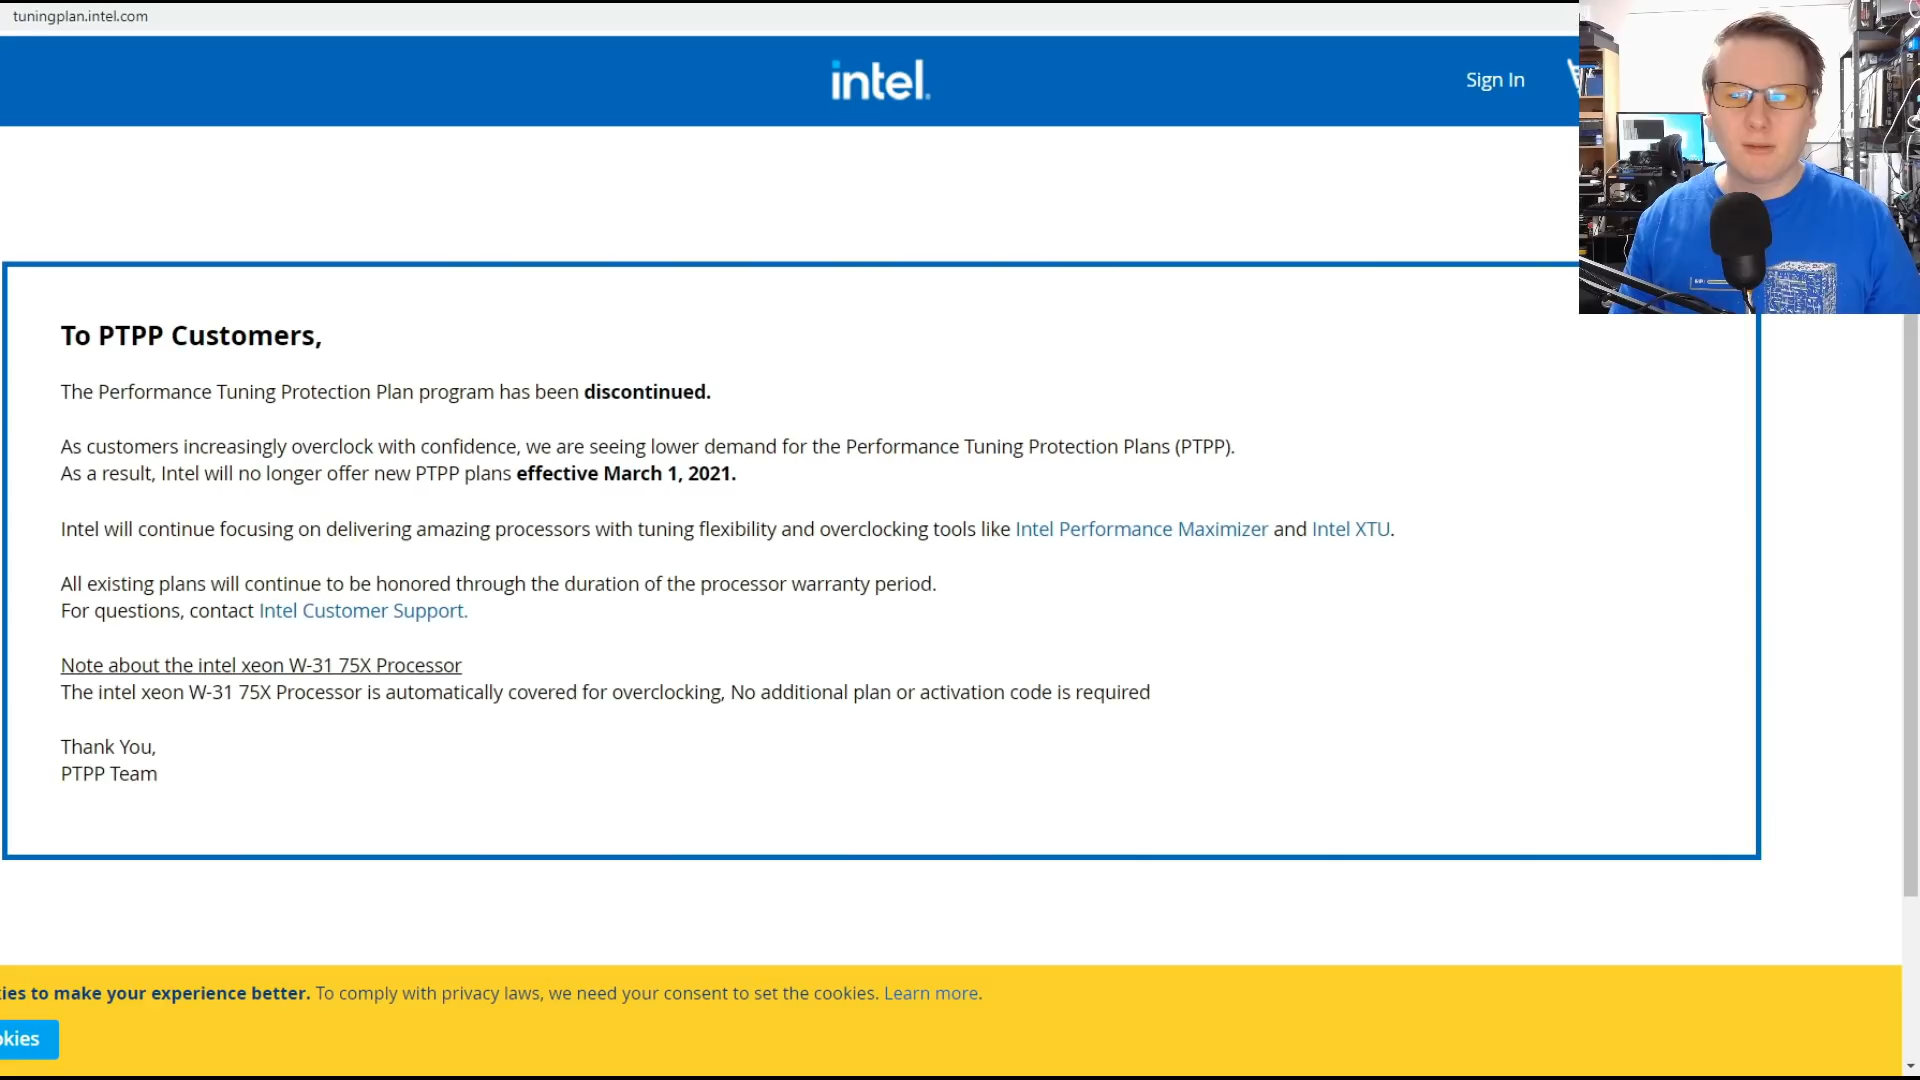 tuningplan.intel.com
intel.
Sign In
To PTPP Customers,
The Performance Tuning Protection Plan program has been discontinued.
As customers increasingly overclock with confidence, we are seeing lower demand for the Performance Tuning Protection Plans (PTPP).
As a result, Intel will no longer offer new PTPP plans effective March 1, 2021.
Intel will continue focusing on delivering amazing processors with tuning flexibility and overclocking tools like Intel Performance Maximizer and Intel XTU.
All existing plans will continue to be honored through the duration of the processor warranty period.
For questions, contact Intel Customer Support.
Note about the intel xeon W-31 75X Processor
The intel xeon W-31 75X Processor is automatically covered for overclocking, No additional plan or activation code is required
Thank You,
PTPP Team
ies to make your experience better. To comply with privacy laws, we need your consent to set the cookies. Learn more.
okies